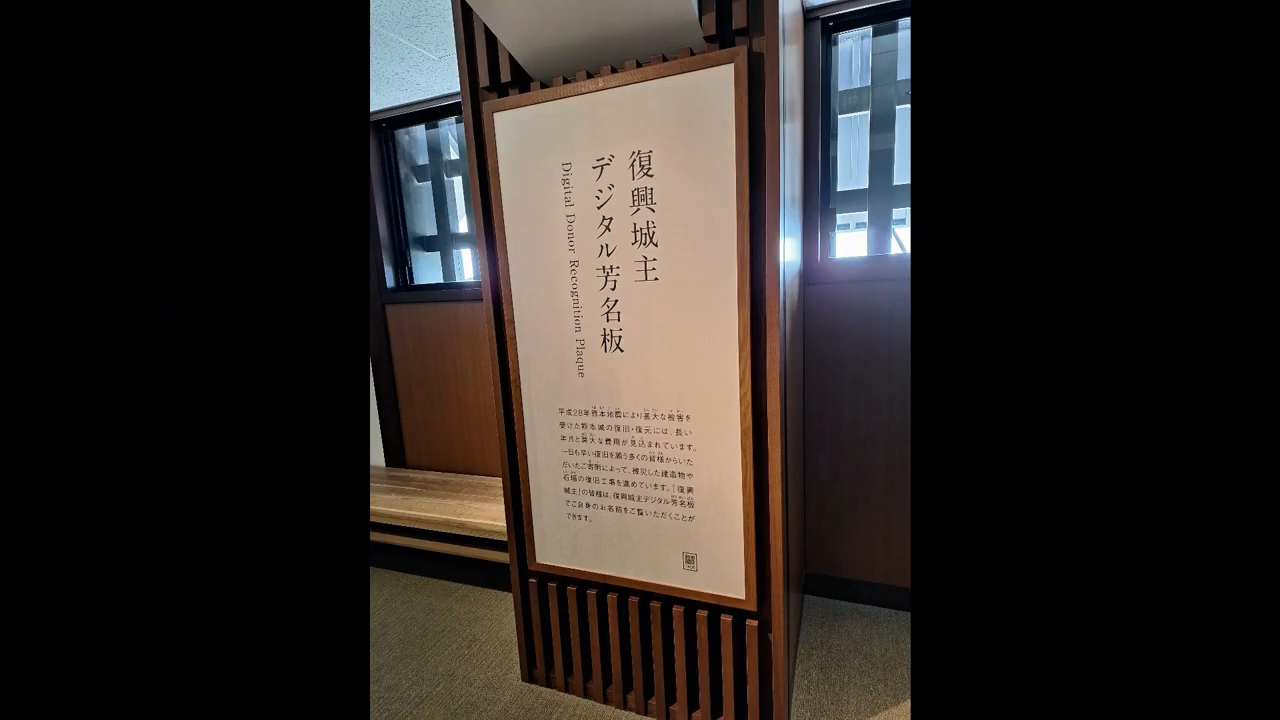 復興城主
デジタル芳名板
Digital Donor Recognition Plaque
平成28年熊本地震により甚大な被害を
受けた熊本城の復旧・復元には、長い
年月と莫大な費用が見込まれています。
一日も早い復旧を願う多くの皆様からいた
だいたご寄附によって、被災した建造物や
石垣の復旧工事を進めています。「復興
城主」の皆様は、復興城主デジタル芳名板
でご自身のお名前をご覧いただくことが
できます。